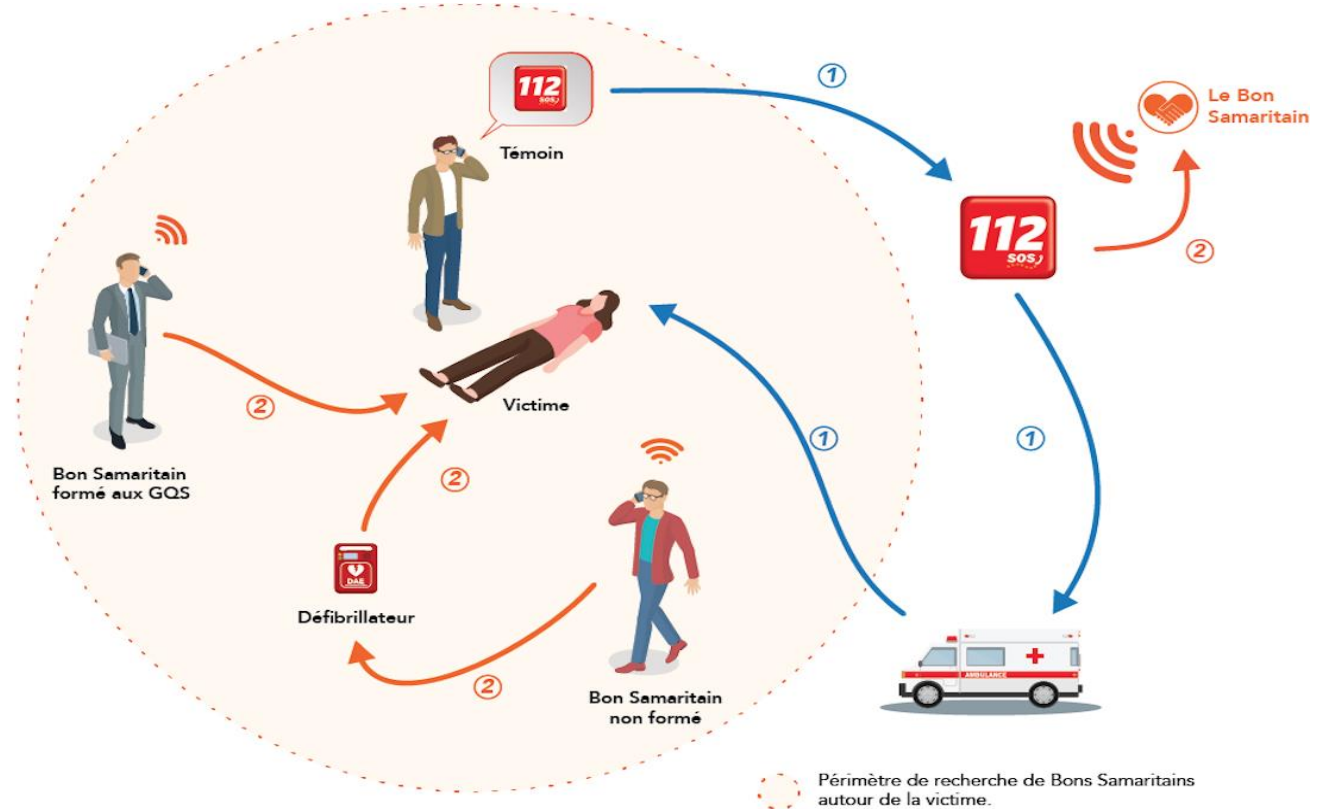 112
SOS
Témoin
1
Le Bon
Samaritain
112
SOS
2
Bon Samaritain
formé aux GQS
2
Victime
1
1
2
DAE
Défibrillateur
2
Bon Samaritain
non formé
AMBULANCE
Périmètre de recherche de Bons Samaritains
autour de la victime.